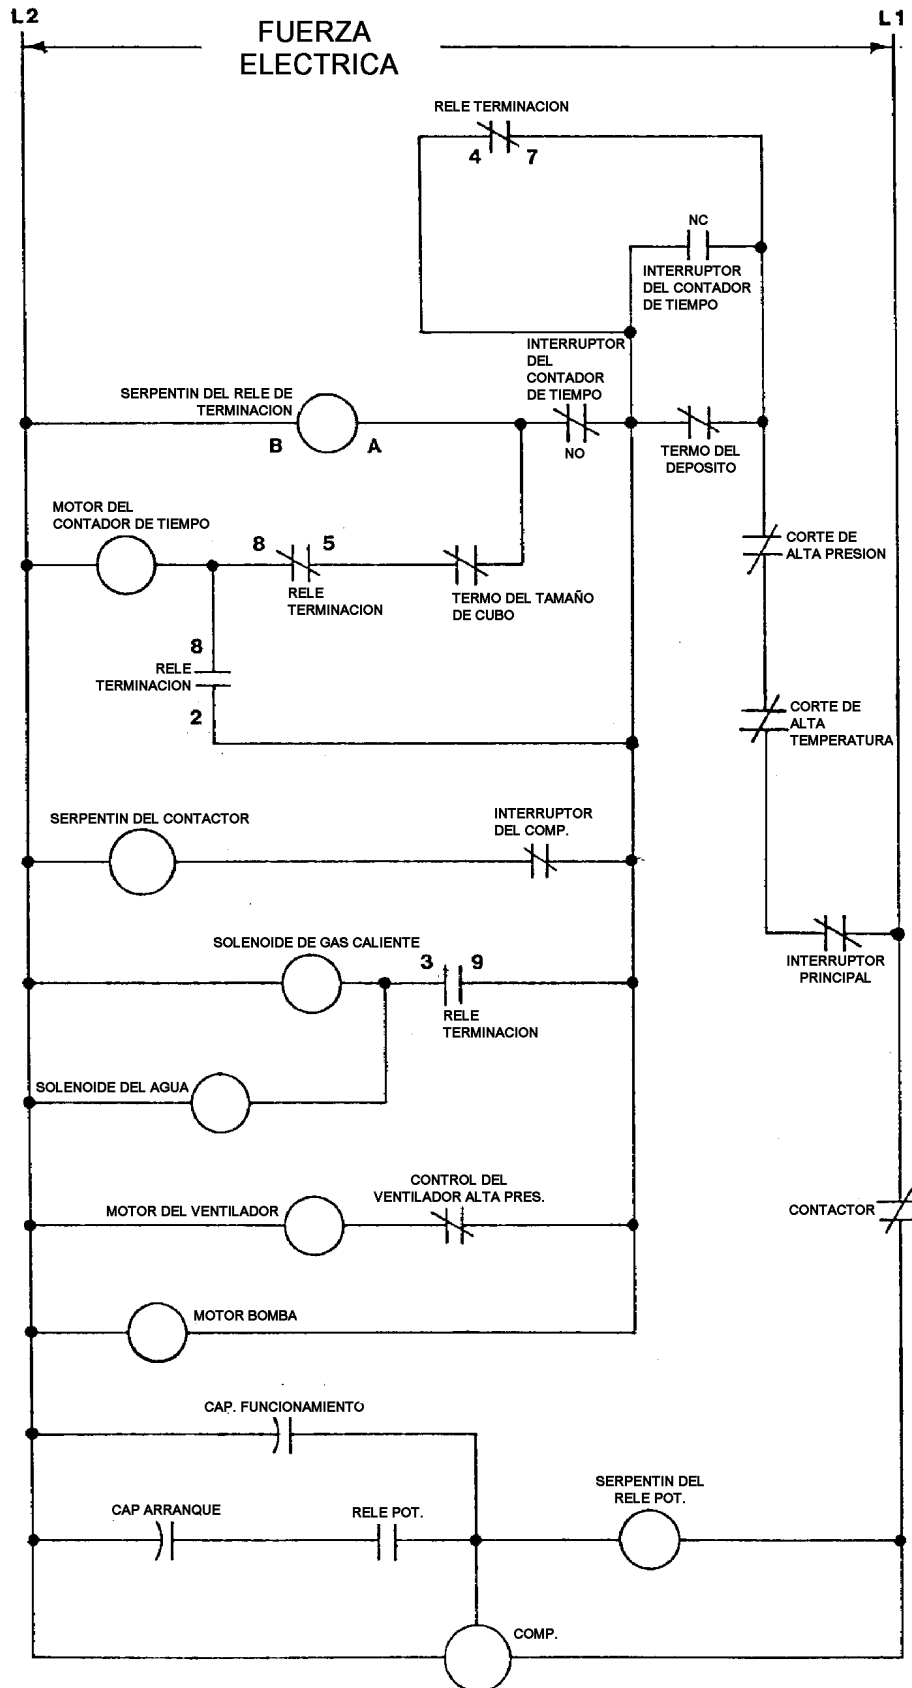 L2
L1
FUERZA
ELECTRICA
RELE TERMINACION
4
7
NC
INTERRUPTOR
DEL CONTADOR
DE TIEMPO
INTERRUPTOR
DEL
CONTADOR
DE TIEMPO
NO
SERPENTIN DEL RELE DE
TERMINACION
B
A
TERMO DEL
DEPOSITO
MOTOR DEL
CONTADOR DE TIEMPO
8
5
RELE
TERMINACION
TERMO DEL TAMAÑO
DE CUBO
CORTE DE
ALTA PRESION
8
RELE
TERMINACION
2
CORTE DE
ALTA
TEMPERATURA
SERPENTIN DEL CONTACTOR
INTERRUPTOR
DEL COMP.
SOLENOIDE DE GAS CALIENTE
3
9
RELE
TERMINACION
INTERRUPTOR
PRINCIPAL
SOLENOIDE DEL AGUA
CONTROL DEL
VENTILADOR ALTA PRES.
MOTOR DEL VENTILADOR
CONTACTOR
MOTOR BOMBA
CAP. FUNCIONAMIENTO
SERPENTIN DEL
RELE POT.
CAP ARRANQUE
RELE POT.
COMP.